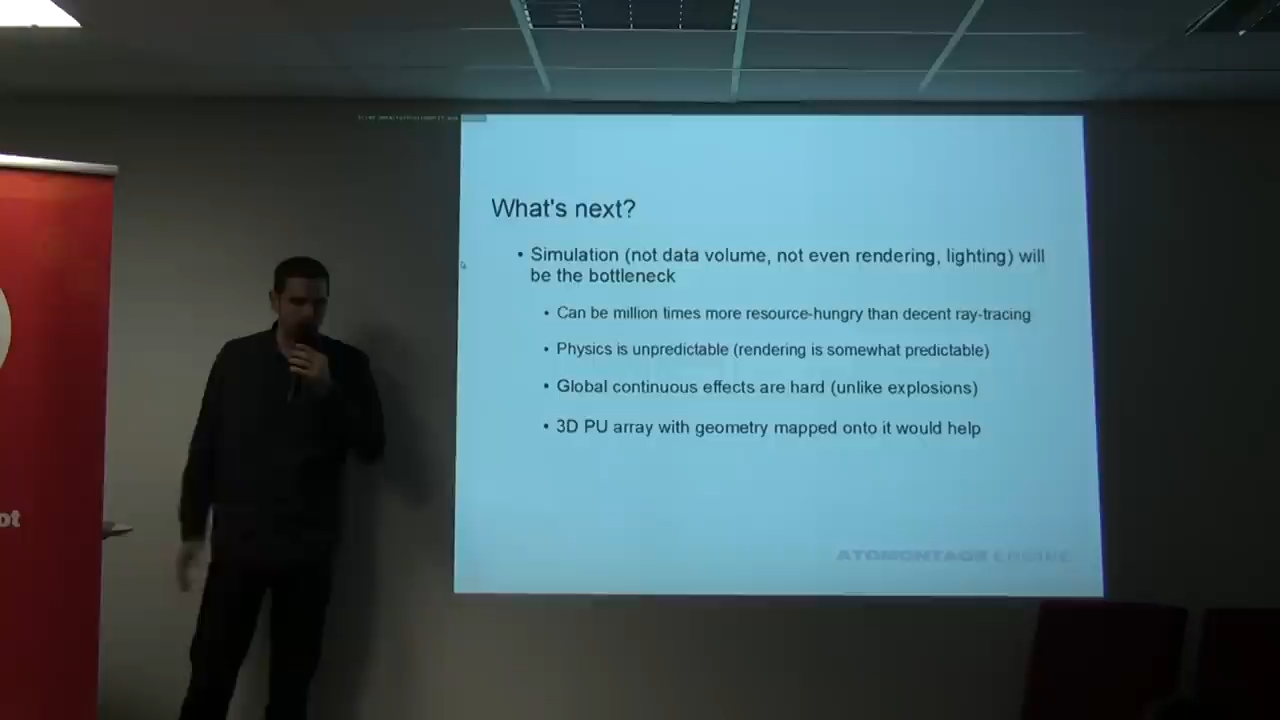 What's next?
• Simulation (not data volume, not even rendering, lighting) will
be the bottleneck
• Can be million times more resource-hungry than decent ray-tracing
• Physics is unpredictable (rendering is somewhat predictable)
• Global continuous effects are hard (unlike explosions)
• 3D PU array with geometry mapped onto it would help
ATOMONTAGE ENGINE
ot